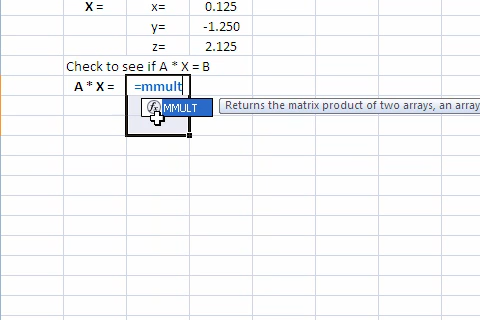 X = x= 0.125
y= -1.250
z= 2.125
Check to see if A * X = B
A * X = =mmult
fx MMULT Returns the matrix product of two arrays, an array